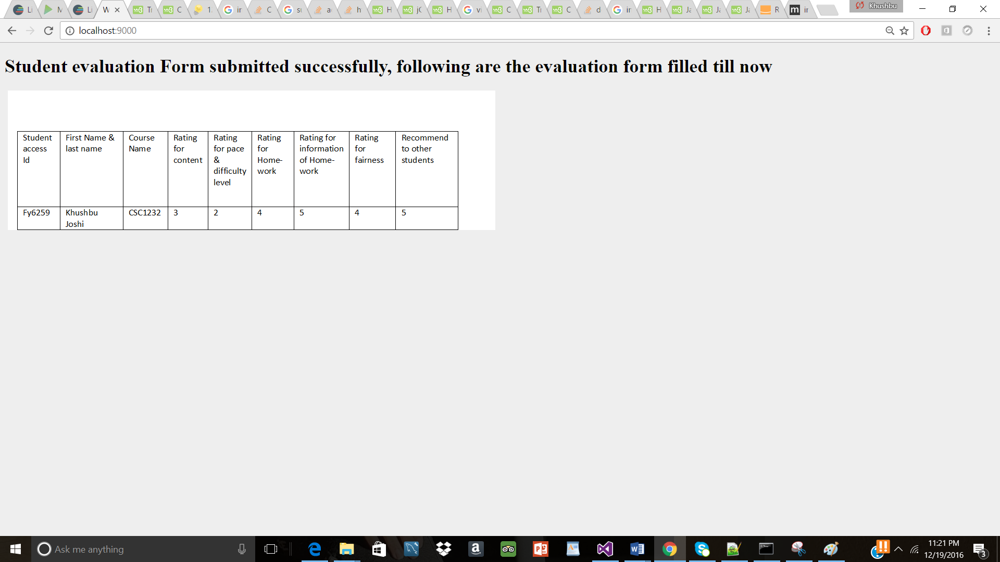 Li
M
Li
W
Tr
C
1.
ir
C
su
a
h
H
jC
H
vi
C
Tr
C
d
ir
H
Ja
Ja
Ja
R
m ir
Khushbu
localhost:9000
Student evaluation Form submitted successfully, following are the evaluation form filled till now
Student access Id
First Name & last name
Course Name
Rating for content
Rating for pace & difficulty level
Rating for Home-work
Rating for information of Home-work
Rating for fairness
Recommend to other students
Fy6259
Khushbu Joshi
CSC1232
3
2
4
5
4
5
Ask me anything
11:21 PM
12/19/2016
3